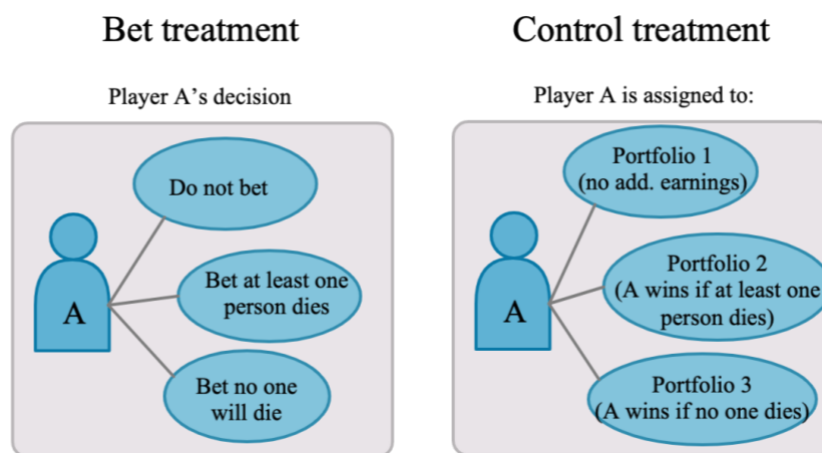 Bet treatment
Player A's decision
Do not bet
A
Bet at least one
person dies
Bet no one
will die
Control treatment
Player A is assigned to:
Portfolio 1
(no add. earnings)
A
Portfolio 2
(A wins if at least one
person dies)
Portfolio 3
(A wins if no one dies)